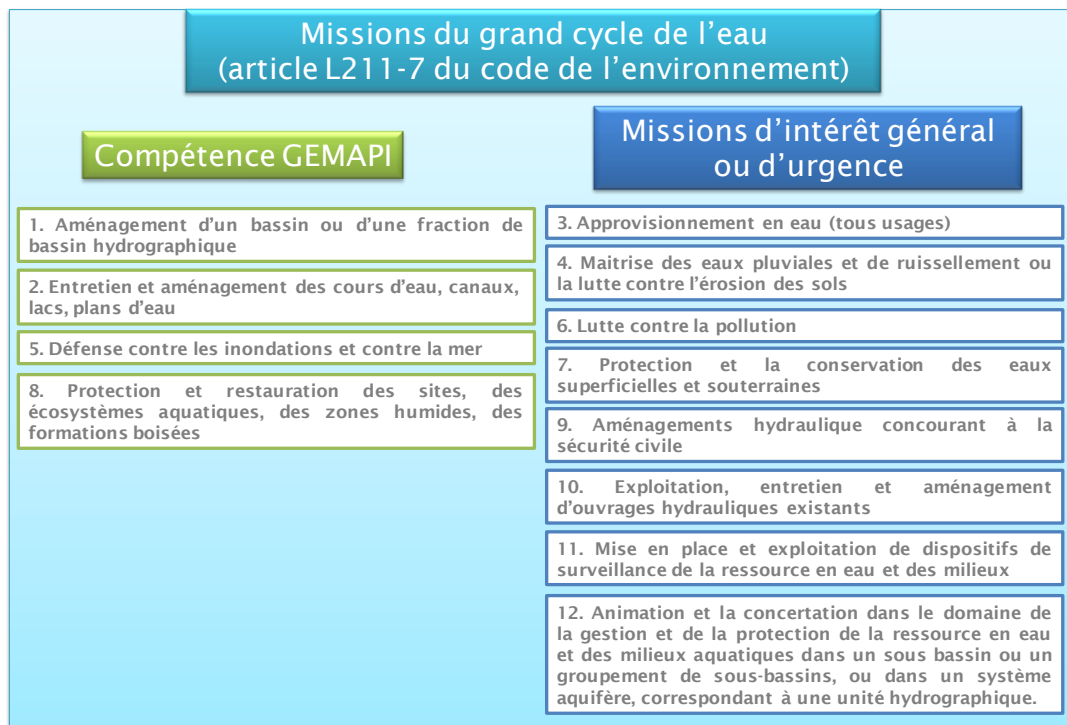 Missions du grand cycle de l'eau
(article L211-7 du code de l'environnement)
Compétence GEMAPI
1. Aménagement d'un bassin ou d'une fraction de
bassin hydrographique
2. Entretien et aménagement des cours d'eau, canaux,
lacs, plans d'eau
5. Défense contre les inondations et contre la mer
8. Protection et restauration des sites, des
écosystèmes aquatiques, des zones humides, des
formations boisées
Missions d'intérêt général
ou d'urgence
3. Approvisionnement en eau (tous usages)
4. Maitrise des eaux pluviales et de ruissellement ou
la lutte contre l'érosion des sols
6. Lutte contre la pollution
7. Protection et la conservation des eaux
superficielles et souterraines
9. Aménagements hydraulique concourant à la
sécurité civile
10. Exploitation, entretien et aménagement
d'ouvrages hydrauliques existants
11. Mise en place et exploitation de dispositifs de
surveillance de la ressource en eau et des milieux
12. Animation et la concertation dans le domaine de
la gestion et de la protection de la ressource en eau
et des milieux aquatiques dans un sous bassin ou un
groupement de sous-bassins, ou dans un système
aquifère, correspondant à une unité hydrographique.